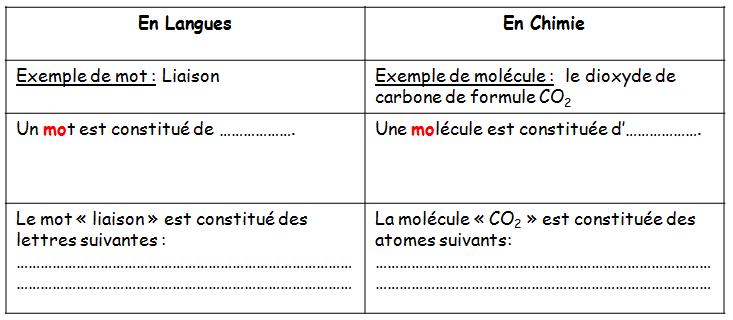 En Langues
En Chimie
Exemple de mot : Liaison
Exemple de molécule : le dioxyde de
carbone de formule CO₂
Un mot est constitué de ……………….
Une molécule est constituée d’……………….
Le mot « liaison » est constitué des
lettres suivantes :
…………………………………………………………………………
…………………………………………………………………………
La molécule « CO₂ » est constituée des
atomes suivants:
…………………………………………………………………………
…………………………………………………………………………